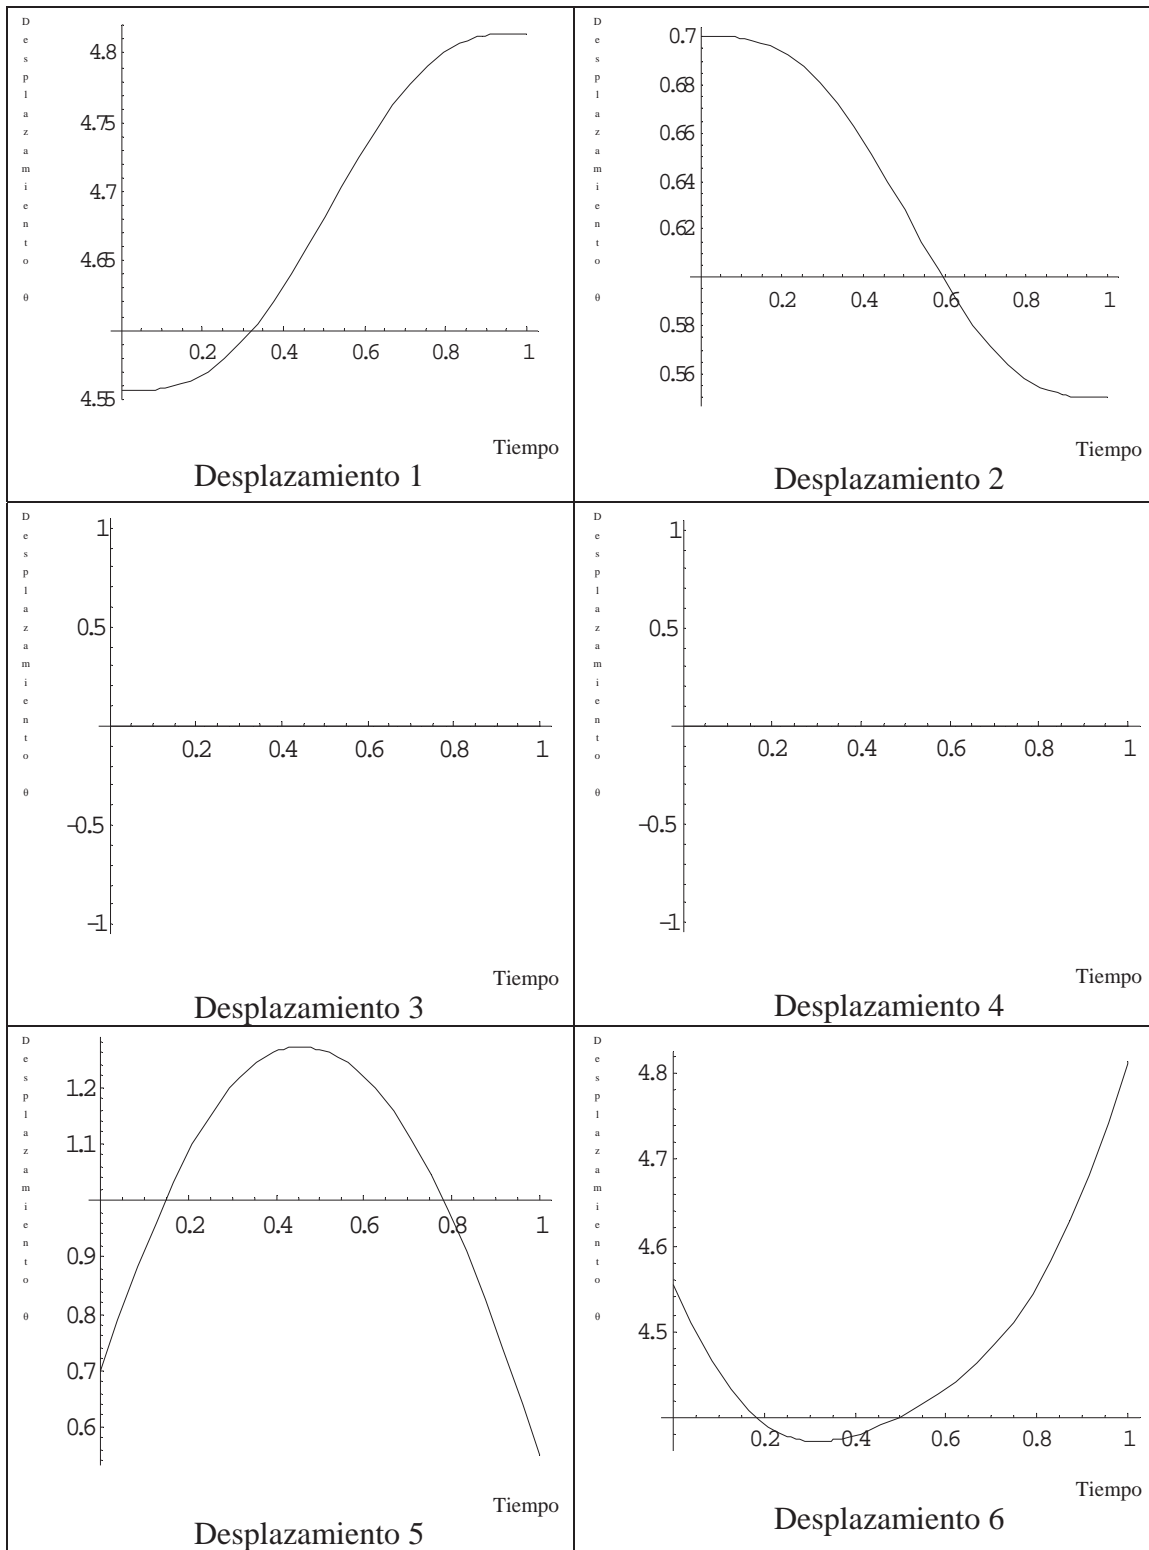 Desplazamiento θ
4.8
4.75
4.7
4.65
4.55
0.2 0.4 0.6 0.8 1
Tiempo
Desplazamiento 1
Desplazamiento θ
0.7
0.68
0.66
0.64
0.62
0.58
0.56
0.2 0.4 0.6 0.8 1
Tiempo
Desplazamiento 2
Desplazamiento θ
1
0.5
-0.5
-1
0.2 0.4 0.6 0.8 1
Tiempo
Desplazamiento 3
Desplazamiento θ
1
0.5
-0.5
-1
0.2 0.4 0.6 0.8 1
Tiempo
Desplazamiento 4
Desplazamiento θ
1.2
1.1
0.9
0.8
0.7
0.6
0.2 0.4 0.6 0.8 1
Tiempo
Desplazamiento 5
Desplazamiento θ
4.8
4.7
4.6
4.5
0.2 0.4 0.6 0.8 1
Tiempo
Desplazamiento 6